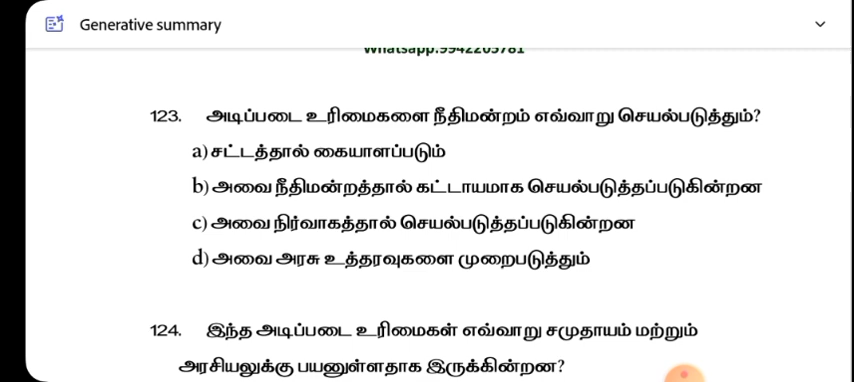 Generative summary
Whatsapp:9942205781
123. அடிப்படை உரிமைகளை நீதிமன்றம் எவ்வாறு செயல்படுத்தும்?
a) சட்டத்தால் கையாளப்படும்
b) அவை நீதிமன்றத்தால் கட்டாயமாக செயல்படுத்தப்படுகின்றன
c) அவை நிர்வாகத்தால் செயல்படுத்தப்படுகின்றன
d) அவை அரசு உத்தரவுகளை முறைபடுத்தும்
124. இந்த அடிப்படை உரிமைகள் எவ்வாறு சமுதாயம் மற்றும்
அரசியலுக்கு பயனுள்ளதாக இருக்கின்றன?